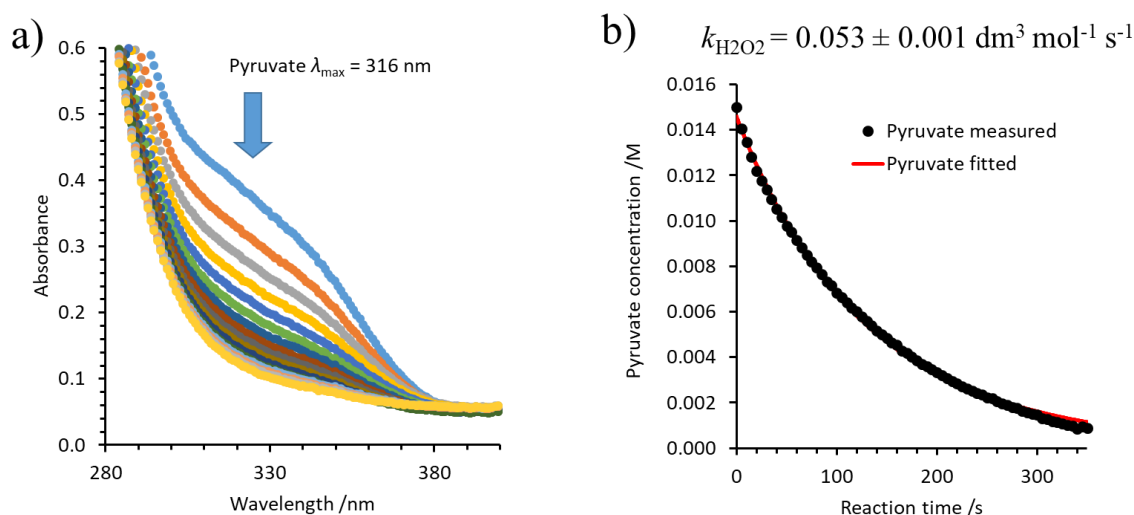 a)
Pyruvate λmax = 316 nm
Absorbance
0.6
0.5
0.4
0.3
0.2
0.1
0.0
280 330 380
Wavelength /nm
b) kH2O2 = 0.053 ± 0.001 dm³ mol⁻¹ s⁻¹
Pyruvate measured
Pyruvate fitted
Pyruvate concentration /M
0.016
0.014
0.012
0.010
0.008
0.006
0.004
0.002
0.000
0 100 200 300
Reaction time /s